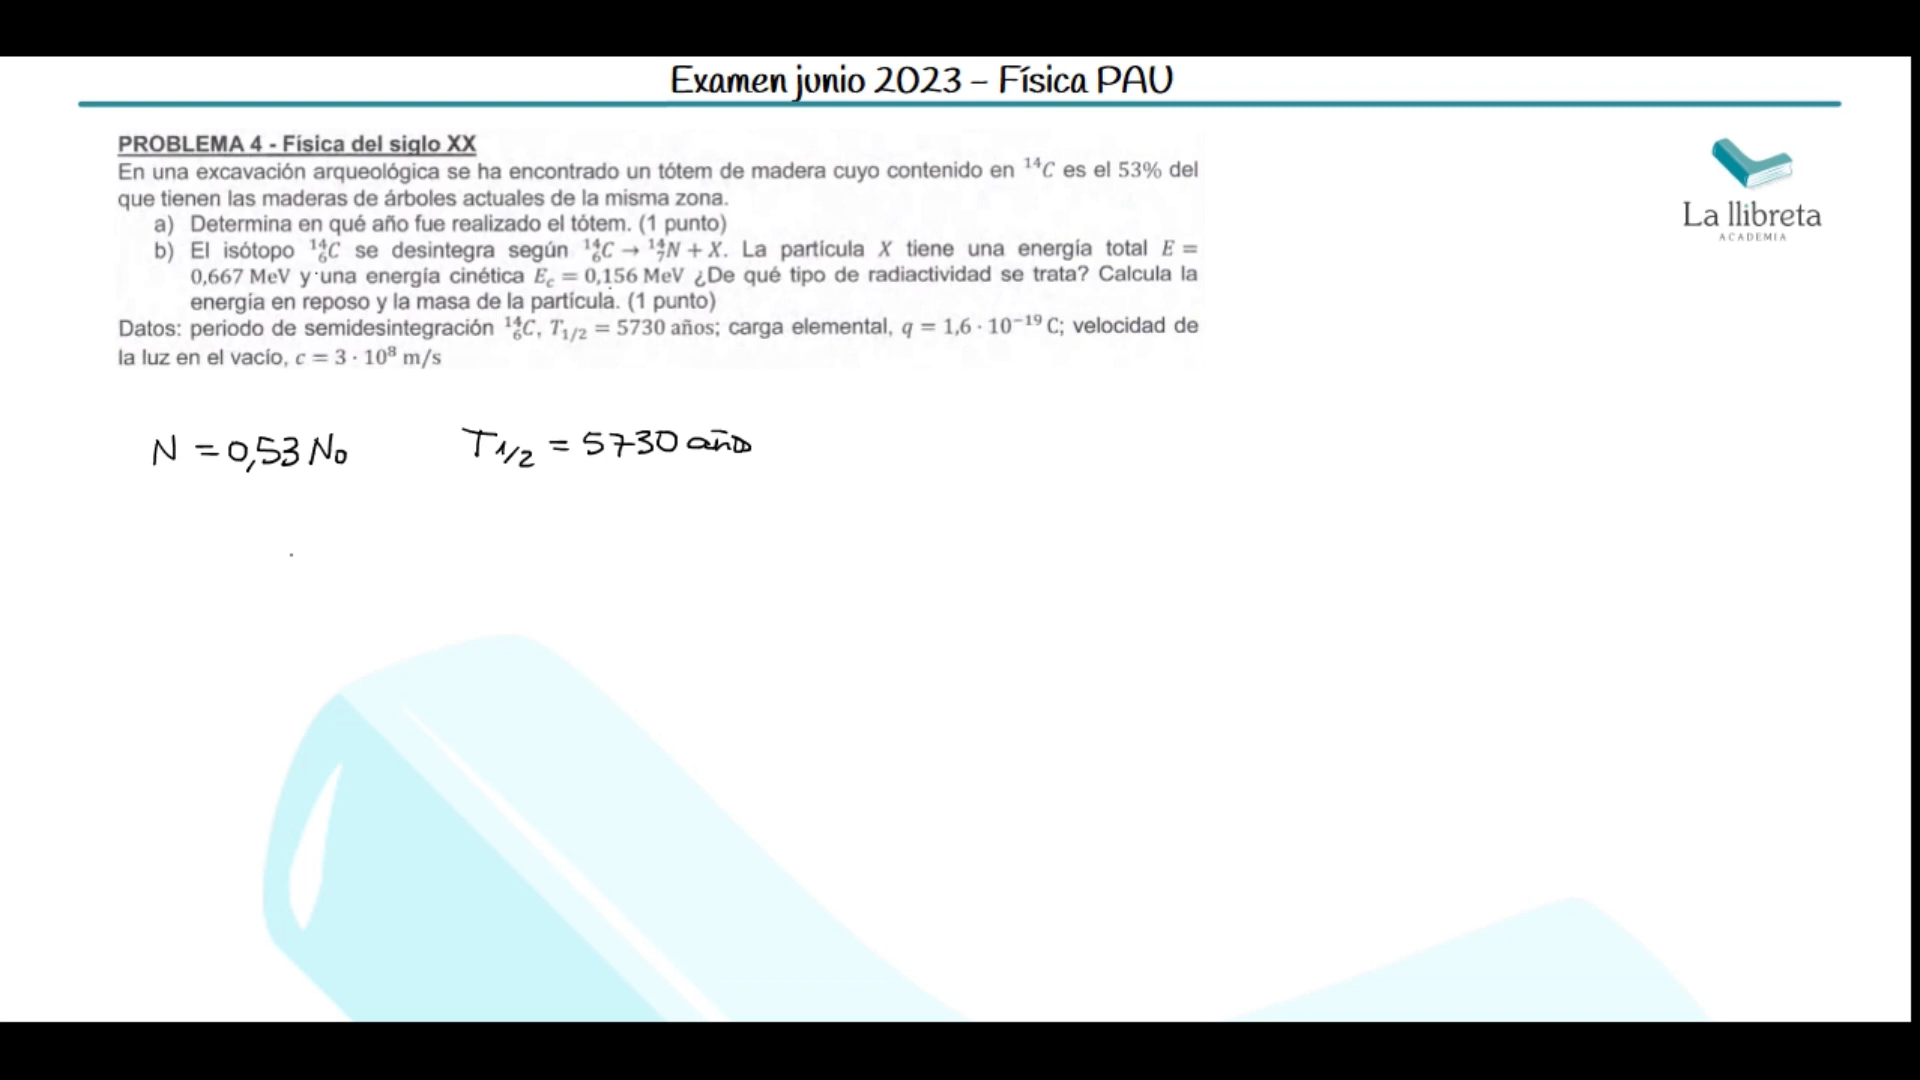 Examen junio 2023 – Física PAU
La llibreta
ACADEMIA
PROBLEMA 4 - Física del siglo XX
En una excavación arqueológica se ha encontrado un tótem de madera cuyo contenido en ¹⁴C es el 53% del
que tienen las maderas de árboles actuales de la misma zona.
a) Determina en qué año fue realizado el tótem. (1 punto)
b) El isótopo ¹⁴₆C se desintegra según ¹⁴₆C → ¹⁴₇N + X. La partícula X tiene una energía total E =
0,667 MeV y una energía cinética E_c = 0,156 MeV ¿De qué tipo de radiactividad se trata? Calcula la
energía en reposo y la masa de la partícula. (1 punto)
Datos: periodo de semidesintegración ¹⁴₆C, T₁/₂ = 5730 años; carga elemental, q = 1,6 · 10⁻¹⁹ C; velocidad de
la luz en el vacío, c = 3 · 10⁸ m/s
N = 0,53 N₀ T₁/₂ = 5730 años